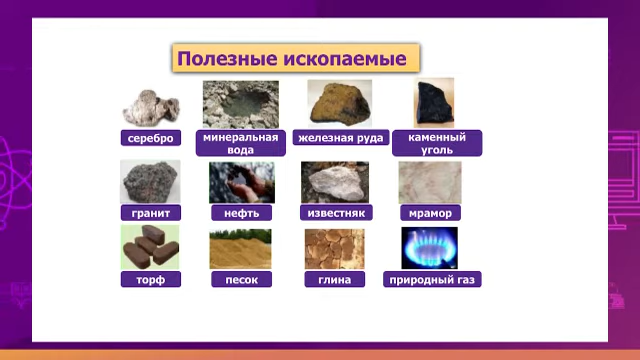 Полезные ископаемые
серебро
минеральная
вода
железная руда
каменный
уголь
гранит
нефть
известняк
мрамор
торф
песок
глина
природный газ